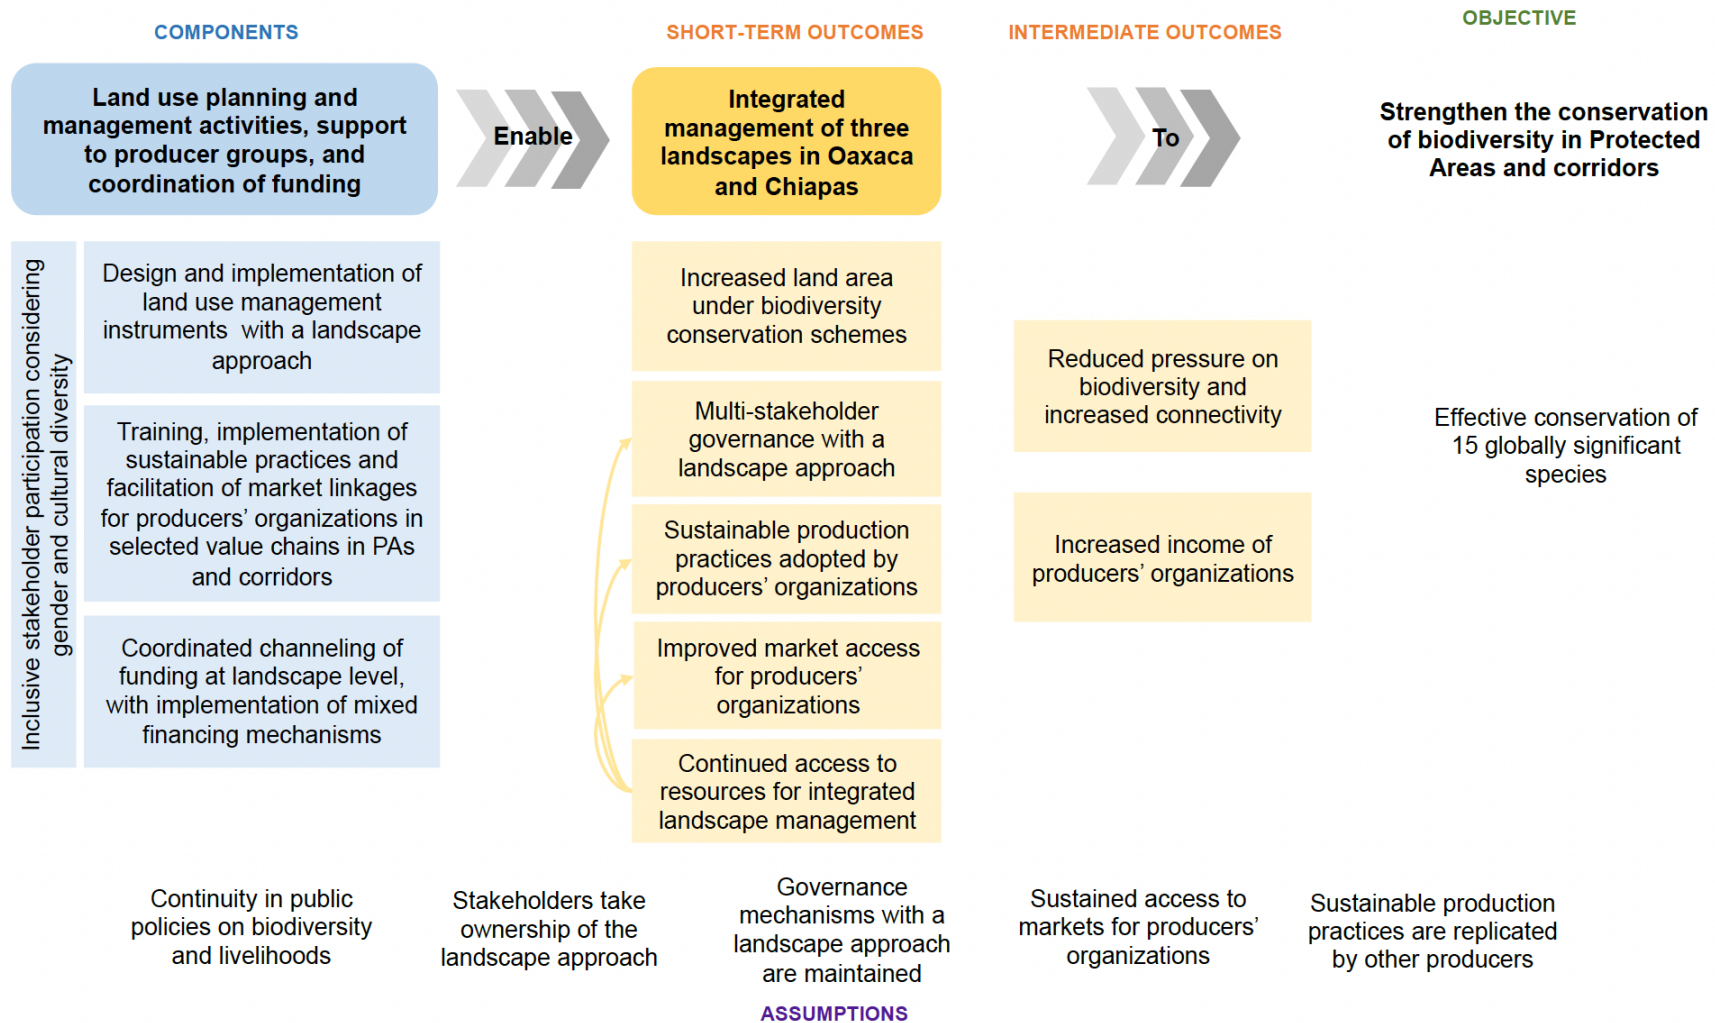 COMPONENTS
SHORT-TERM OUTCOMES
INTERMEDIATE OUTCOMES
OBJECTIVE
Land use planning and
management activities, support
to producer groups, and
coordination of funding
Enable
Integrated
management of three
landscapes in Oaxaca
and Chiapas
To
Strengthen the conservation
of biodiversity in Protected
Areas and corridors
Inclusive stakeholder participation considering
gender and cultural diversity
Design and implementation of
land use management
instruments with a landscape
approach
Training, implementation of
sustainable practices and
facilitation of market linkages
for producers’ organizations in
selected value chains in PAs
and corridors
Coordinated channeling of
funding at landscape level,
with implementation of mixed
financing mechanisms
Increased land area
under biodiversity
conservation schemes
Multi-stakeholder
governance with a
landscape approach
Sustainable production
practices adopted by
producers’ organizations
Improved market access
for producers’
organizations
Continued access to
resources for integrated
landscape management
Reduced pressure on
biodiversity and
increased connectivity
Increased income of
producers’ organizations
Effective conservation of
15 globally significant
species
Continuity in public
policies on biodiversity
and livelihoods
Stakeholders take
ownership of the
landscape approach
Governance
mechanisms with a
landscape approach
are maintained
Sustained access to
markets for producers’
organizations
Sustainable production
practices are replicated
by other producers
ASSUMPTIONS